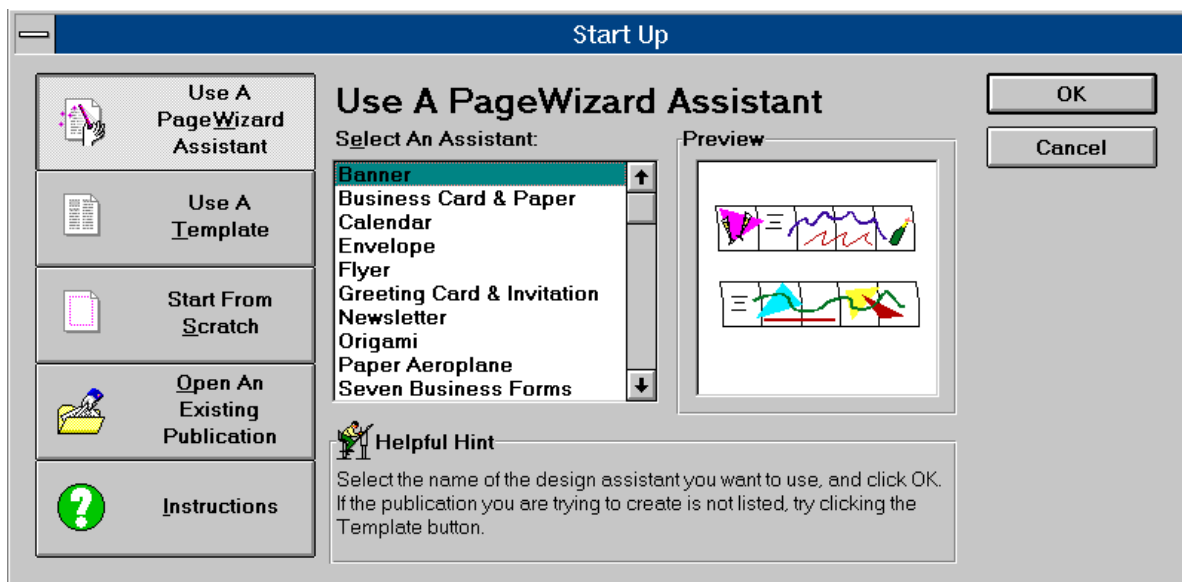 Start Up
Use A
PageWizard
Assistant
Use A
Template
Start From
Scratch
Open An
Existing
Publication
Instructions
Use A PageWizard Assistant
Select An Assistant:
Banner
Business Card & Paper
Calendar
Envelope
Flyer
Greeting Card & Invitation
Newsletter
Origami
Paper Aeroplane
Seven Business Forms
Preview
Helpful Hint
Select the name of the design assistant you want to use, and click OK.
If the publication you are trying to create is not listed, try clicking the
Template button.
OK
Cancel